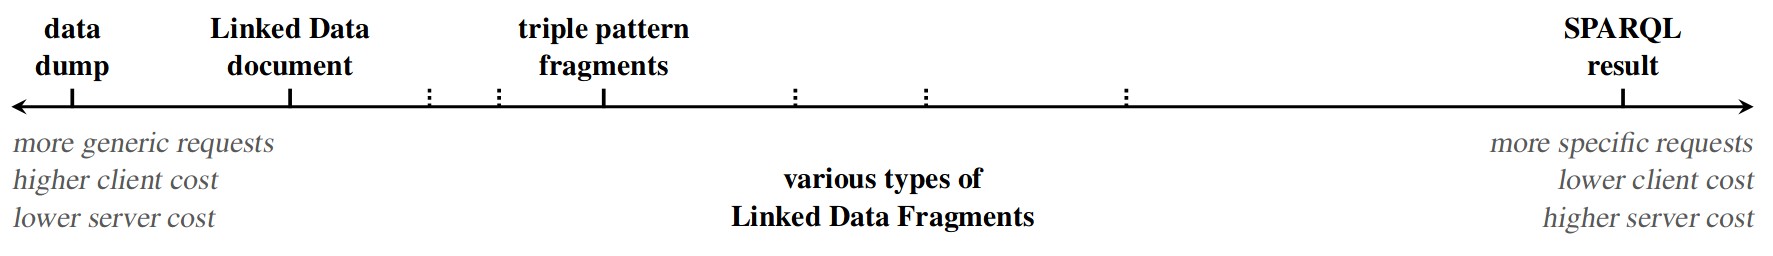 data
dump
Linked Data
document
triple pattern
fragments
SPARQL
result
more generic requests
higher client cost
lower server cost
various types of
Linked Data Fragments
more specific requests
lower client cost
higher server cost